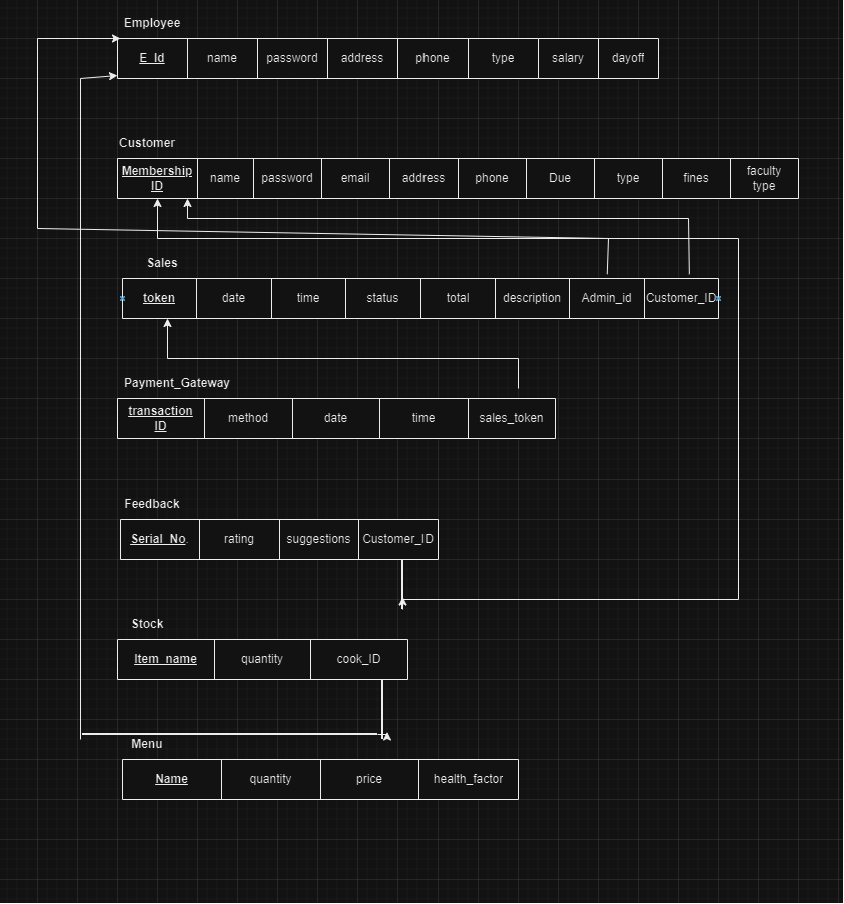 Employee
E_Id name password address phone type salary dayoff
Customer
Membership ID name password email address phone Due type fines faculty type
Sales
token date time status total description Admin_id Customer_ID
Payment_Gateway
transaction ID method date time sales_token
Feedback
Serial_No. rating suggestions Customer_ID
Stock
Item_name quantity cook_ID
Menu
Name quantity price health_factor